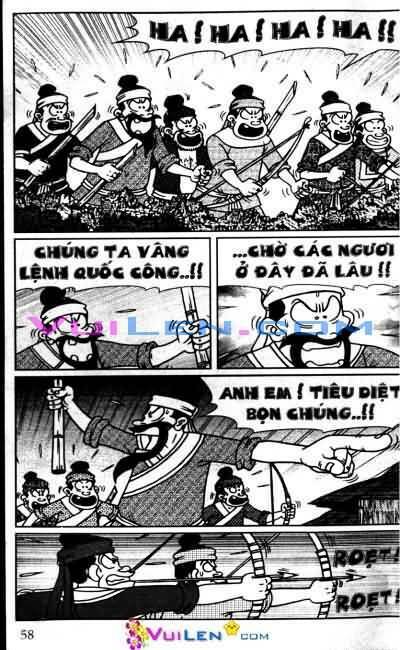 HA! HA! HA! HA!!
CHÚNG TA VÂNG
LỆNH QUỐC CÔNG..!!
...CHỜ CÁC NGƯƠI
Ở ĐÂY ĐÃ LÂU!!
VuiLen.com
ANH EM! TIÊU DIỆT
BỌN CHÚNG..!!
ROẸT!
ROẸT!
58
VuiLen.com